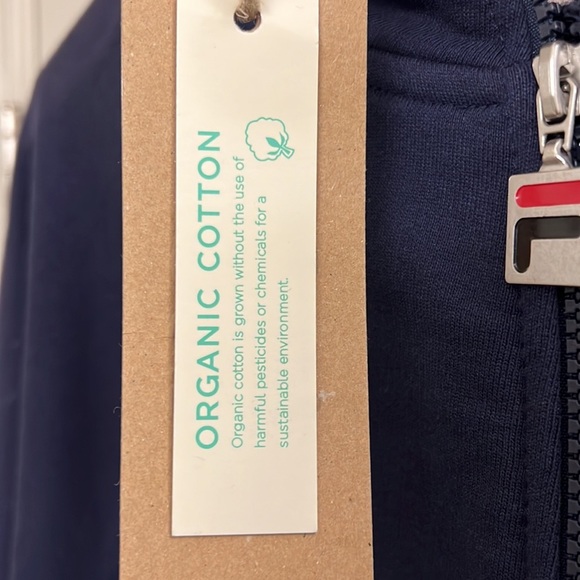 ORGANIC COTTON
Organic cotton is grown without the use of
harmful pesticides or chemicals for a
sustainable environment.